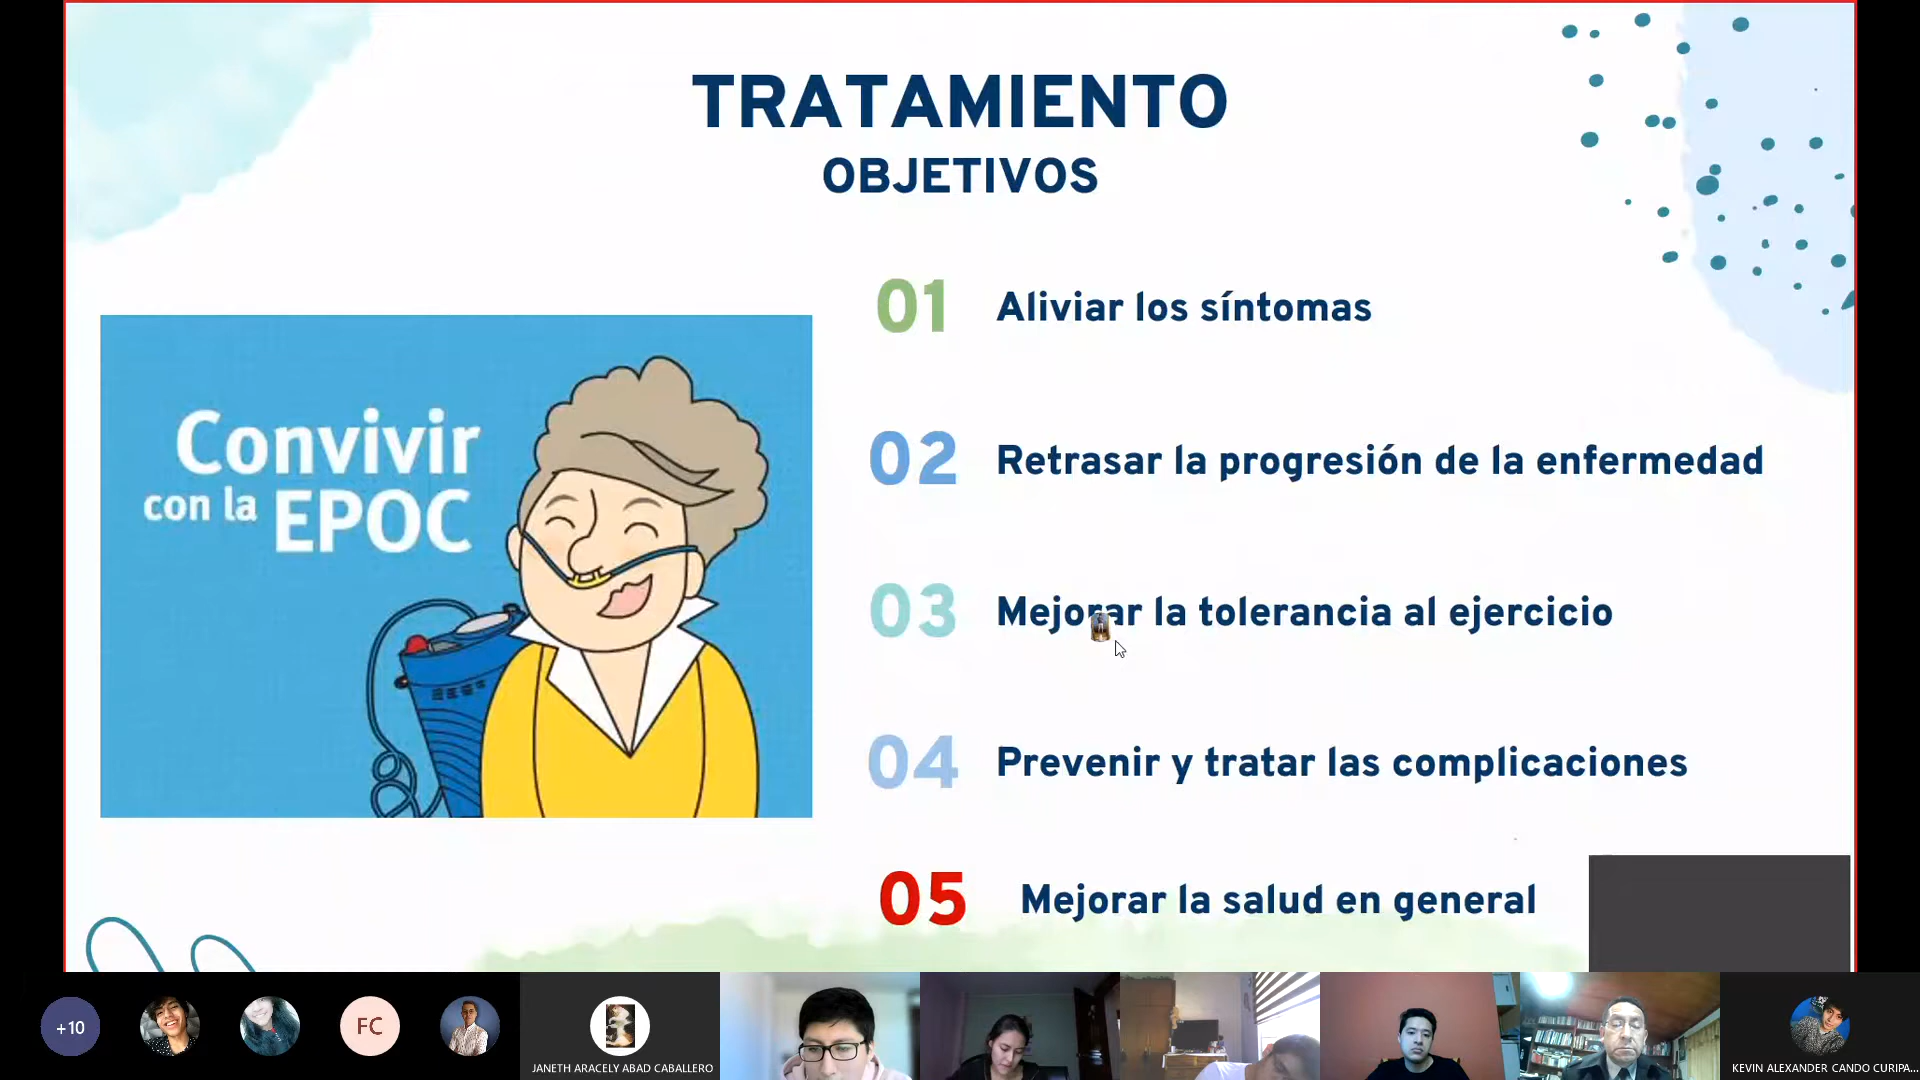 TRATAMIENTO
OBJETIVOS
Convivir
con la EPOC
01 Aliviar los síntomas
02 Retrasar la progresión de la enfermedad
03 Mejorar la tolerancia al ejercicio
04 Prevenir y tratar las complicaciones
05 Mejorar la salud en general
+10
FC
JANETH ARACELY ABAD CABALLERO
KEVIN ALEXANDER CANDO CURIPA...